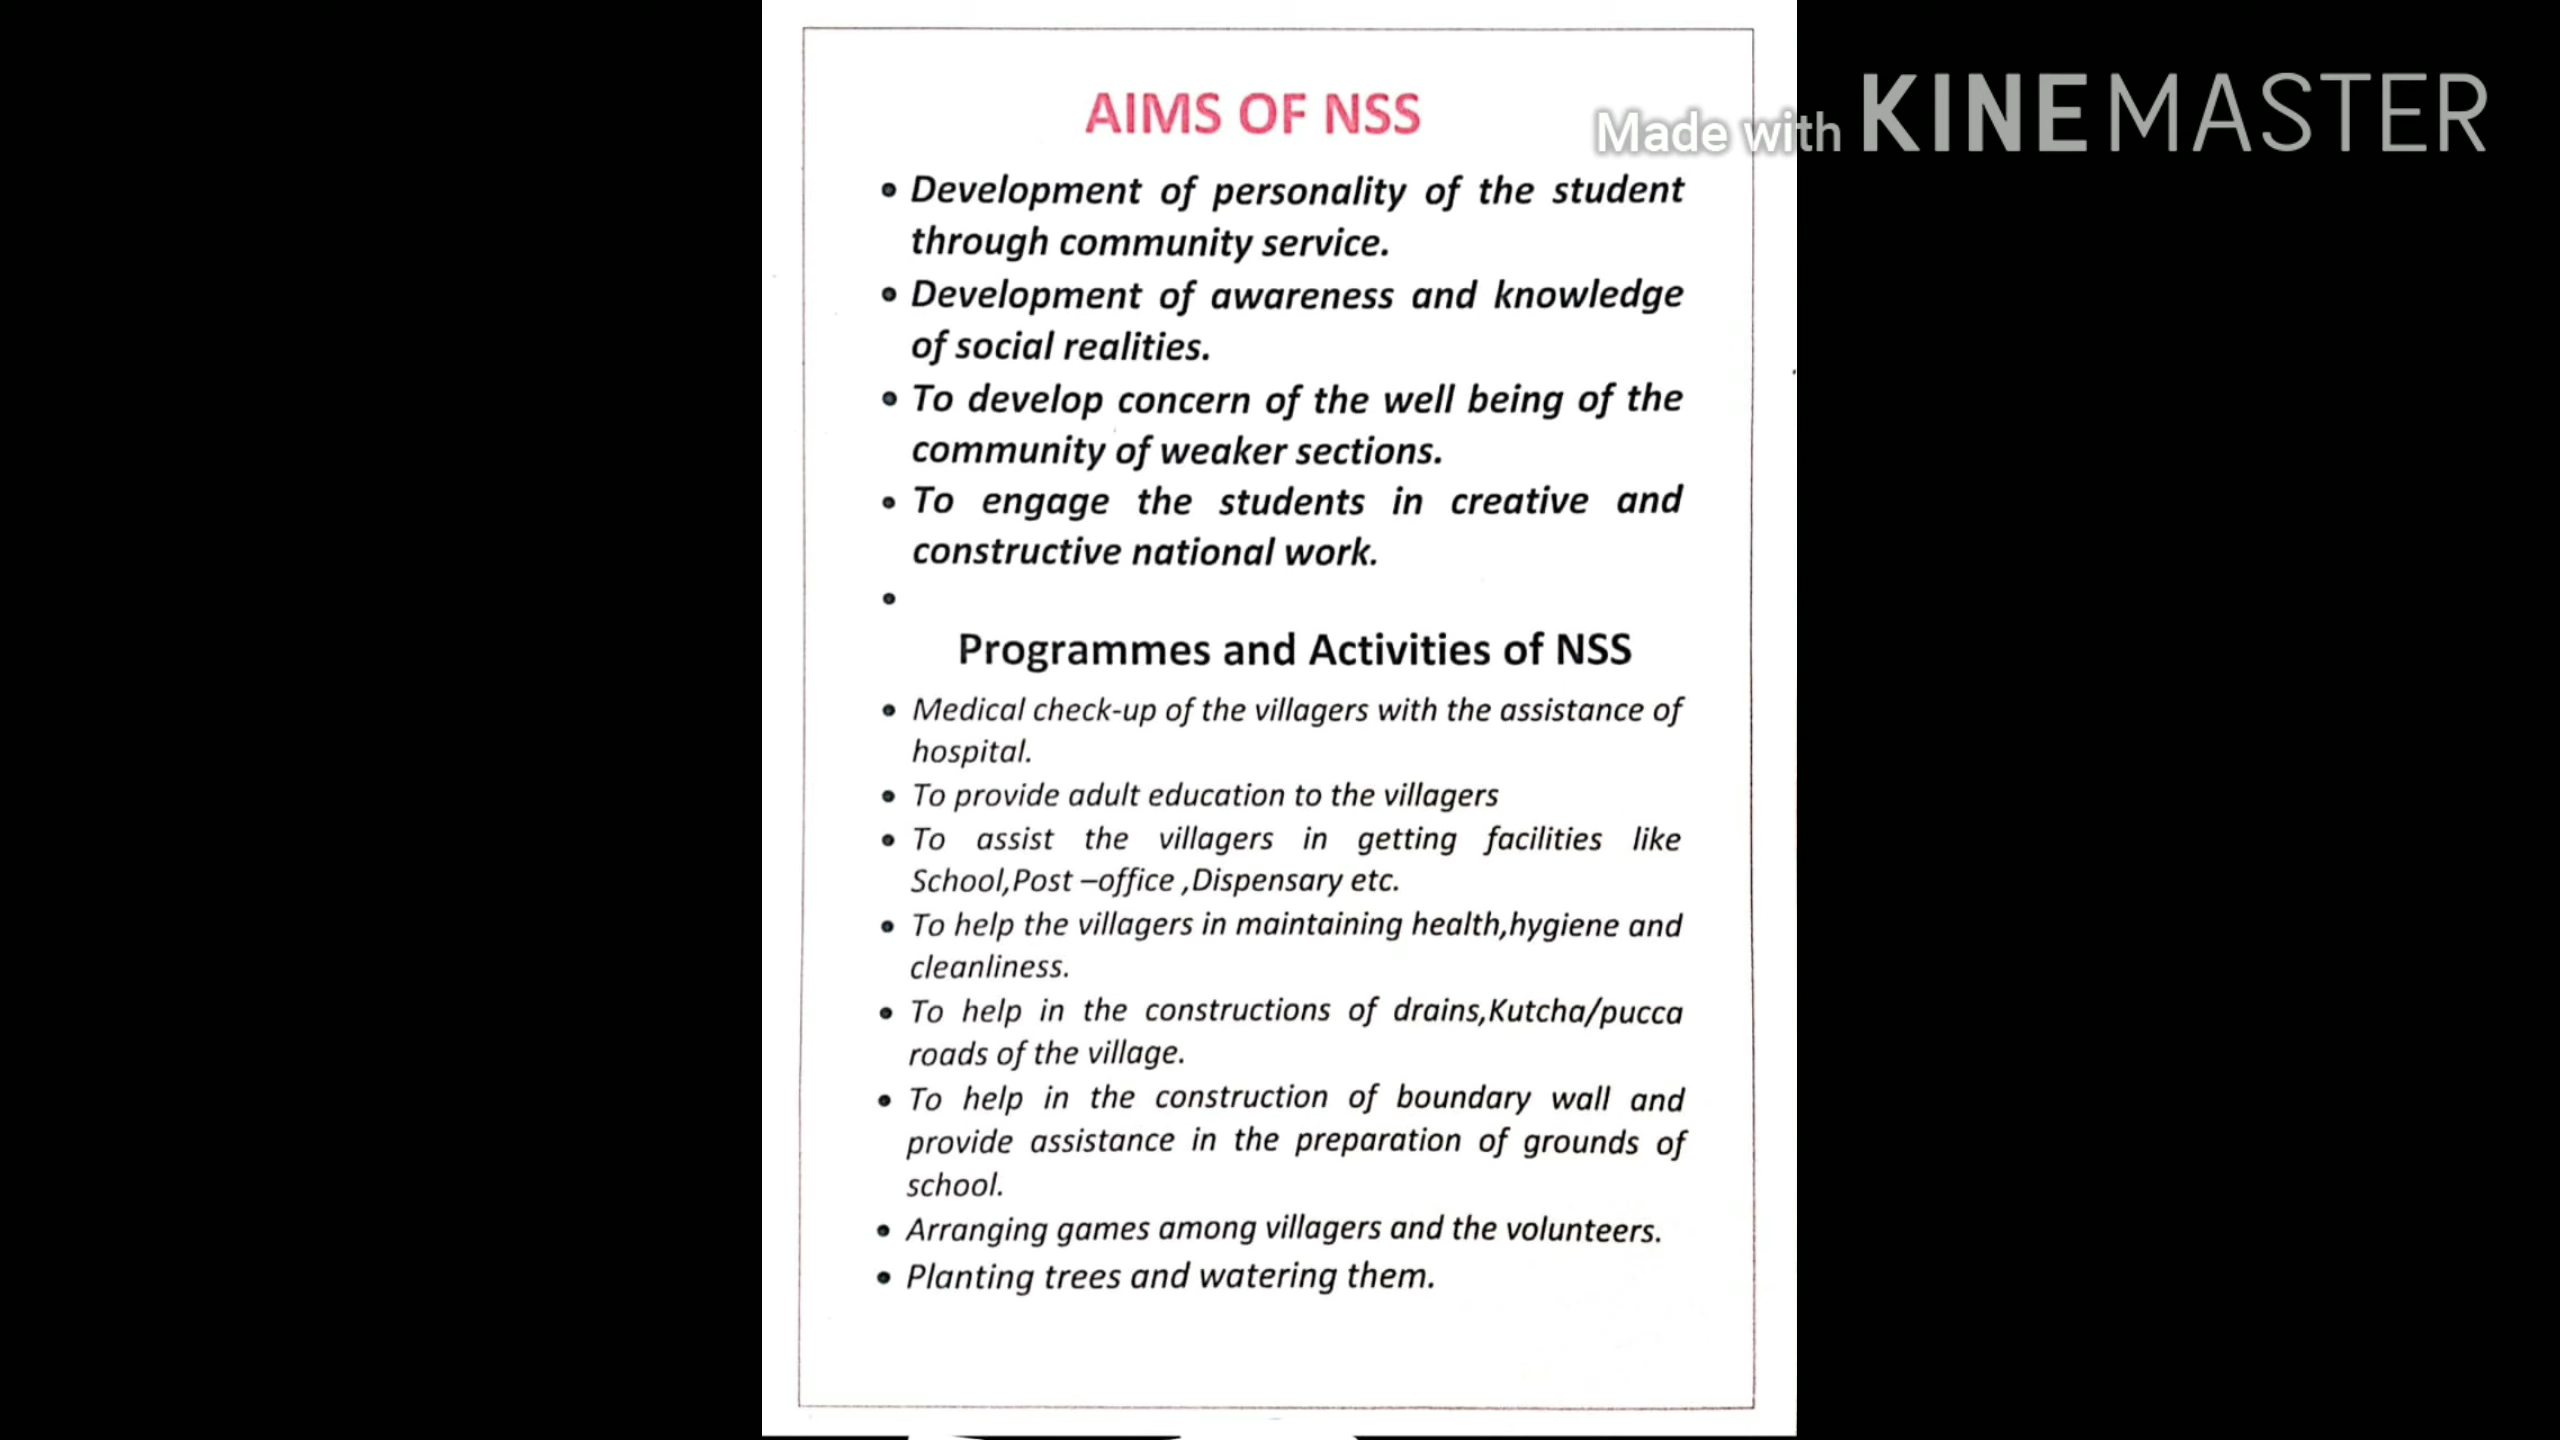 AIMS OF NSS
Made with KINEMASTER
• Development of personality of the student
through community service.
• Development of awareness and knowledge
of social realities.
• To develop concern of the well being of the
community of weaker sections.
• To engage the students in creative and
constructive national work.
•
Programmes and Activities of NSS
• Medical check-up of the villagers with the assistance of
hospital.
• To provide adult education to the villagers
• To assist the villagers in getting facilities like
School,Post –office ,Dispensary etc.
• To help the villagers in maintaining health,hygiene and
cleanliness.
• To help in the constructions of drains,Kutcha/pucca
roads of the village.
• To help in the construction of boundary wall and
provide assistance in the preparation of grounds of
school.
• Arranging games among villagers and the volunteers.
• Planting trees and watering them.